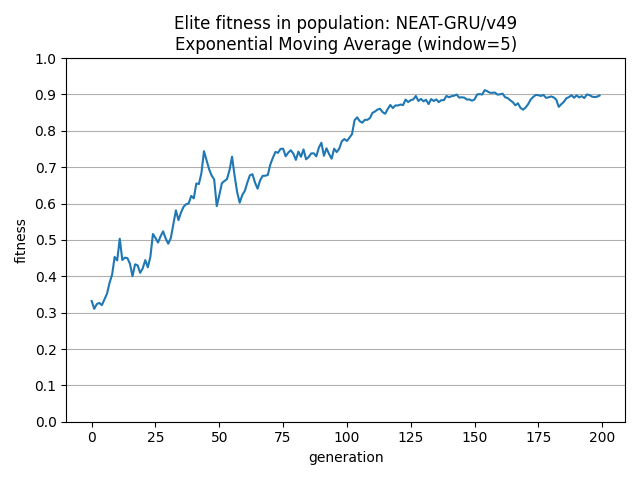 Elite fitness in population: NEAT-GRU/v49
Exponential Moving Average (window=5)
1.0
0.9
0.8
0.7
0.6
0.5
0.4
0.3
0.2
0.1
0.0
fitness
0 25 50 75 100 125 150 175 200
generation